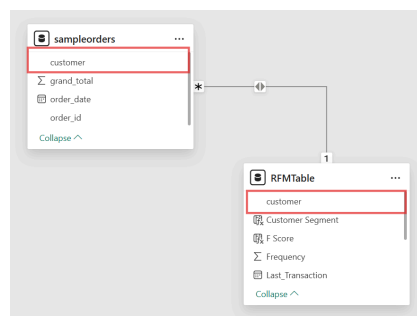 sampleorders
customer
Σ grand_total
order_date
order_id
Collapse
*
1
RFMTable
customer
Customer Segment
F Score
Σ Frequency
Last_Transaction
Collapse